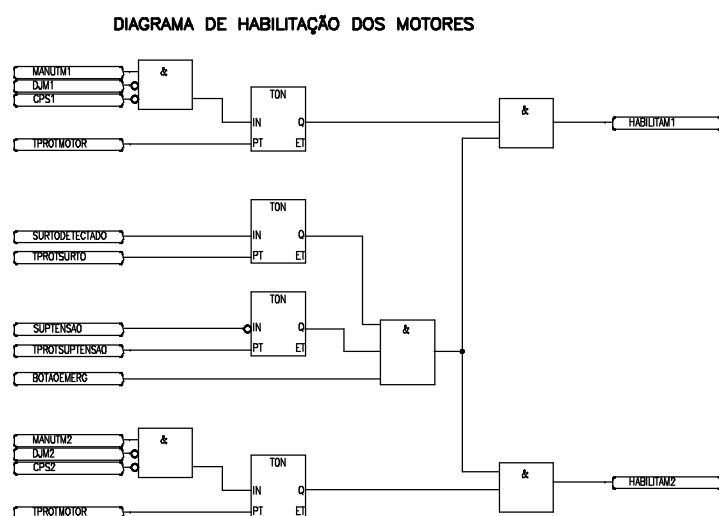 DIAGRAMA DE HABILITAÇÃO DOS MOTORES
MANUTM1
DJM1
CPS1
&
TPROTMOTOR
TON
IN Q
PT ET
&
HABILITAM1
SURTODETECTADO
TPROTSURTO
TON
IN Q
PT ET
SUPTENSAO
TPROTSUPTENSAO
TON
IN Q
PT ET
BOTAOEMERG
&
MANUTM2
DJM2
CPS2
&
TPROTMOTOR
TON
IN Q
PT ET
&
HABILITAM2